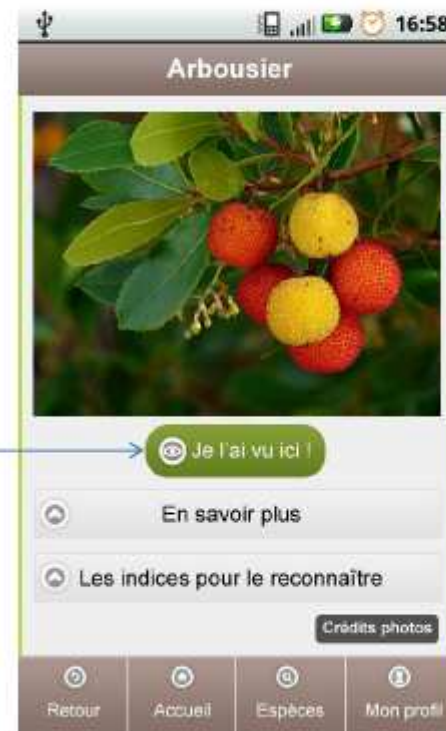 16:58
Arbousier
Je l'ai vu ici !
En savoir plus
Les indices pour le reconnaître
Crédits photos
Retour Accueil Espèces Mon profil